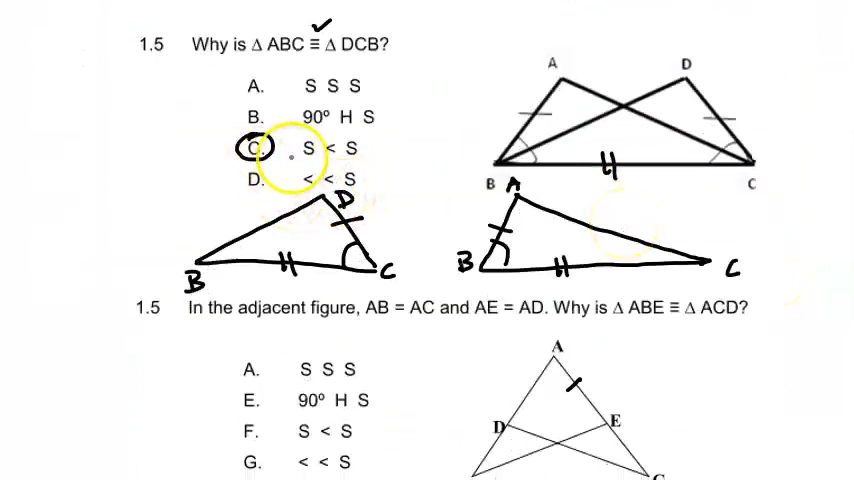 1.5 Why is Δ ABC ≡ Δ DCB?
A. S S S
B. 90º H S
C. S < S
D. < < S
A D
B C
D
B C
A
B C
1.5 In the adjacent figure, AB = AC and AE = AD. Why is Δ ABE ≡ Δ ACD?
A. S S S
E. 90º H S
F. S < S
G. < < S
A
D E
C